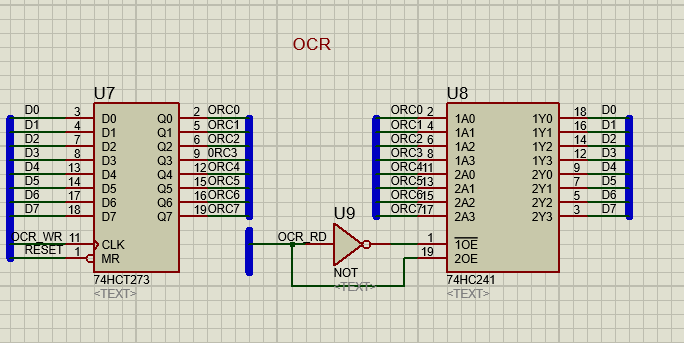 OCR
U7 U8
D0 3 D0 Q0 2 ORC0 ORC0 2 1A0 1Y0 18 D0
D1 4 D1 Q1 5 ORC1 ORC1 4 1A1 1Y1 16 D1
D2 7 D2 Q2 6 ORC2 ORC2 6 1A2 1Y2 14 D2
D3 8 D3 Q3 9 0RC3 ORC3 8 1A3 1Y3 12 D3
D4 13 D4 Q4 12 ORC4 ORC4 11 2A0 2Y0 9 D4
D5 14 D5 Q5 15 ORC5 ORC5 13 2A1 2Y1 7 D5
D6 17 D6 Q6 16 ORC6 ORC6 15 2A2 2Y2 5 D6
D7 18 D7 Q7 19 ORC7 ORC7 17 2A3 2Y3 3 D7
U9
OCR_WR 11 CLK OCR_RD 1 1OE
RESET 1 MR 19 2OE
NOT
74HCT273 74HC241
<TEXT> <TEXT> <TEXT>